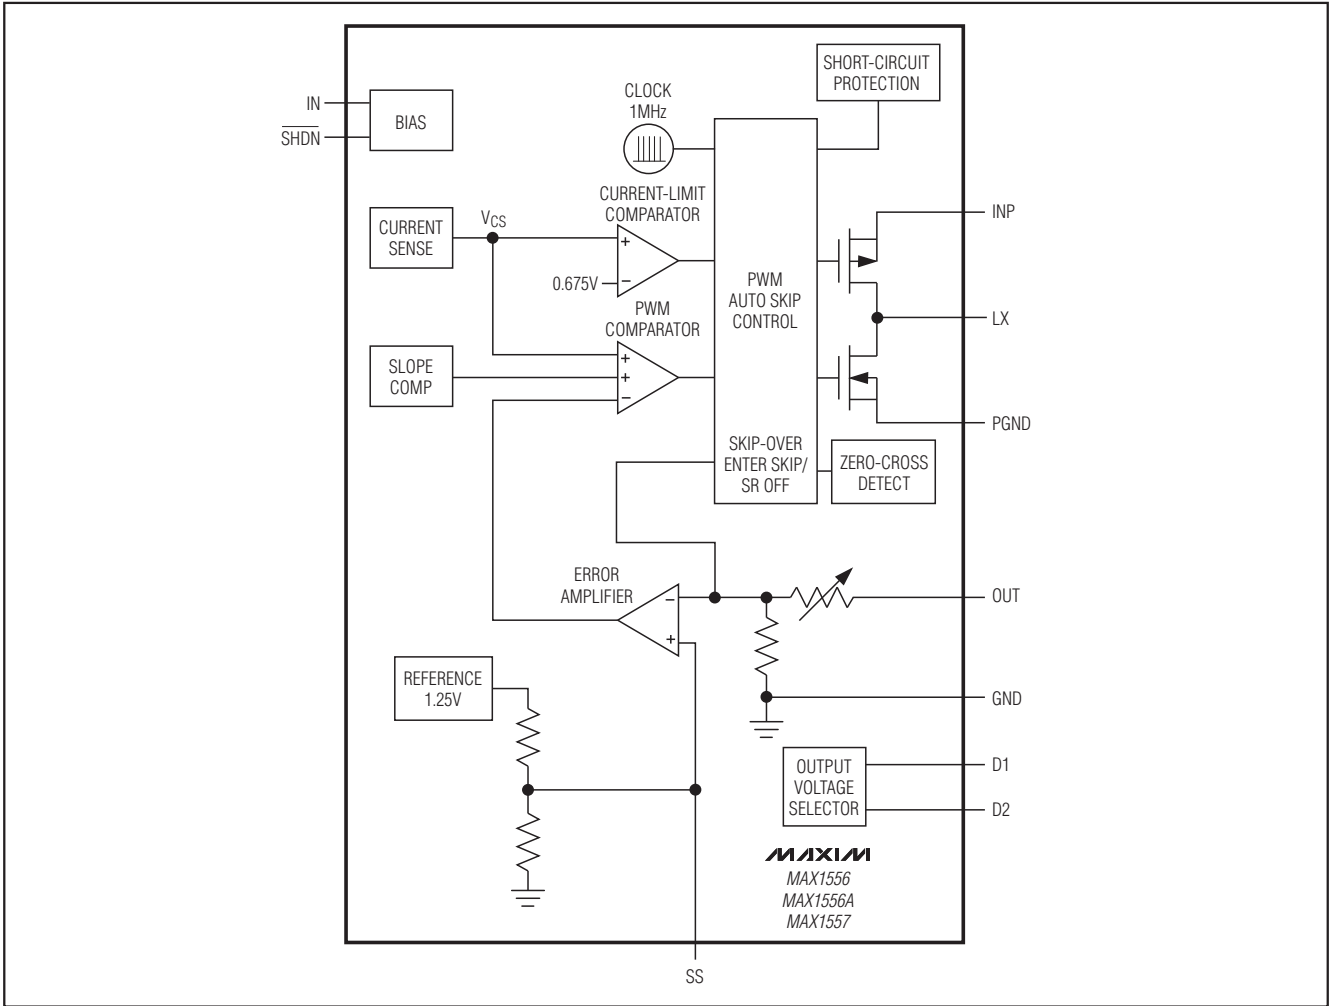 SHORT-CIRCUIT
PROTECTION
CLOCK
1MHz
IN
SHDN
BIAS
CURRENT-LIMIT
COMPARATOR
CURRENT
SENSE
VCS
+
−
0.675V
INP
PWM
AUTO SKIP
CONTROL
PWM
COMPARATOR
LX
SLOPE
COMP
+
+
−
PGND
SKIP-OVER
ENTER SKIP/
SR OFF
ZERO-CROSS
DETECT
ERROR
AMPLIFIER
−
+
OUT
REFERENCE
1.25V
GND
OUTPUT
VOLTAGE
SELECTOR
D1
D2
MAXIM
MAX1556
MAX1556A
MAX1557
SS